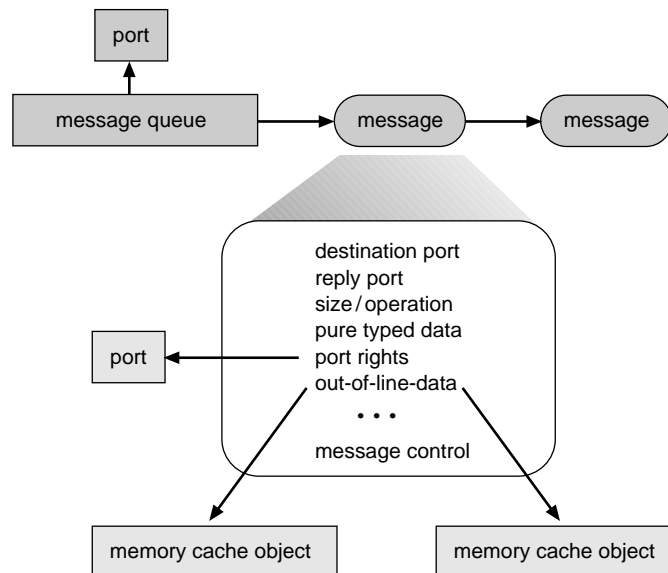 port
message queue
message
message
destination port
reply port
size / operation
pure typed data
port
port rights
out-of-line-data
• • •
message control
memory cache object
memory cache object